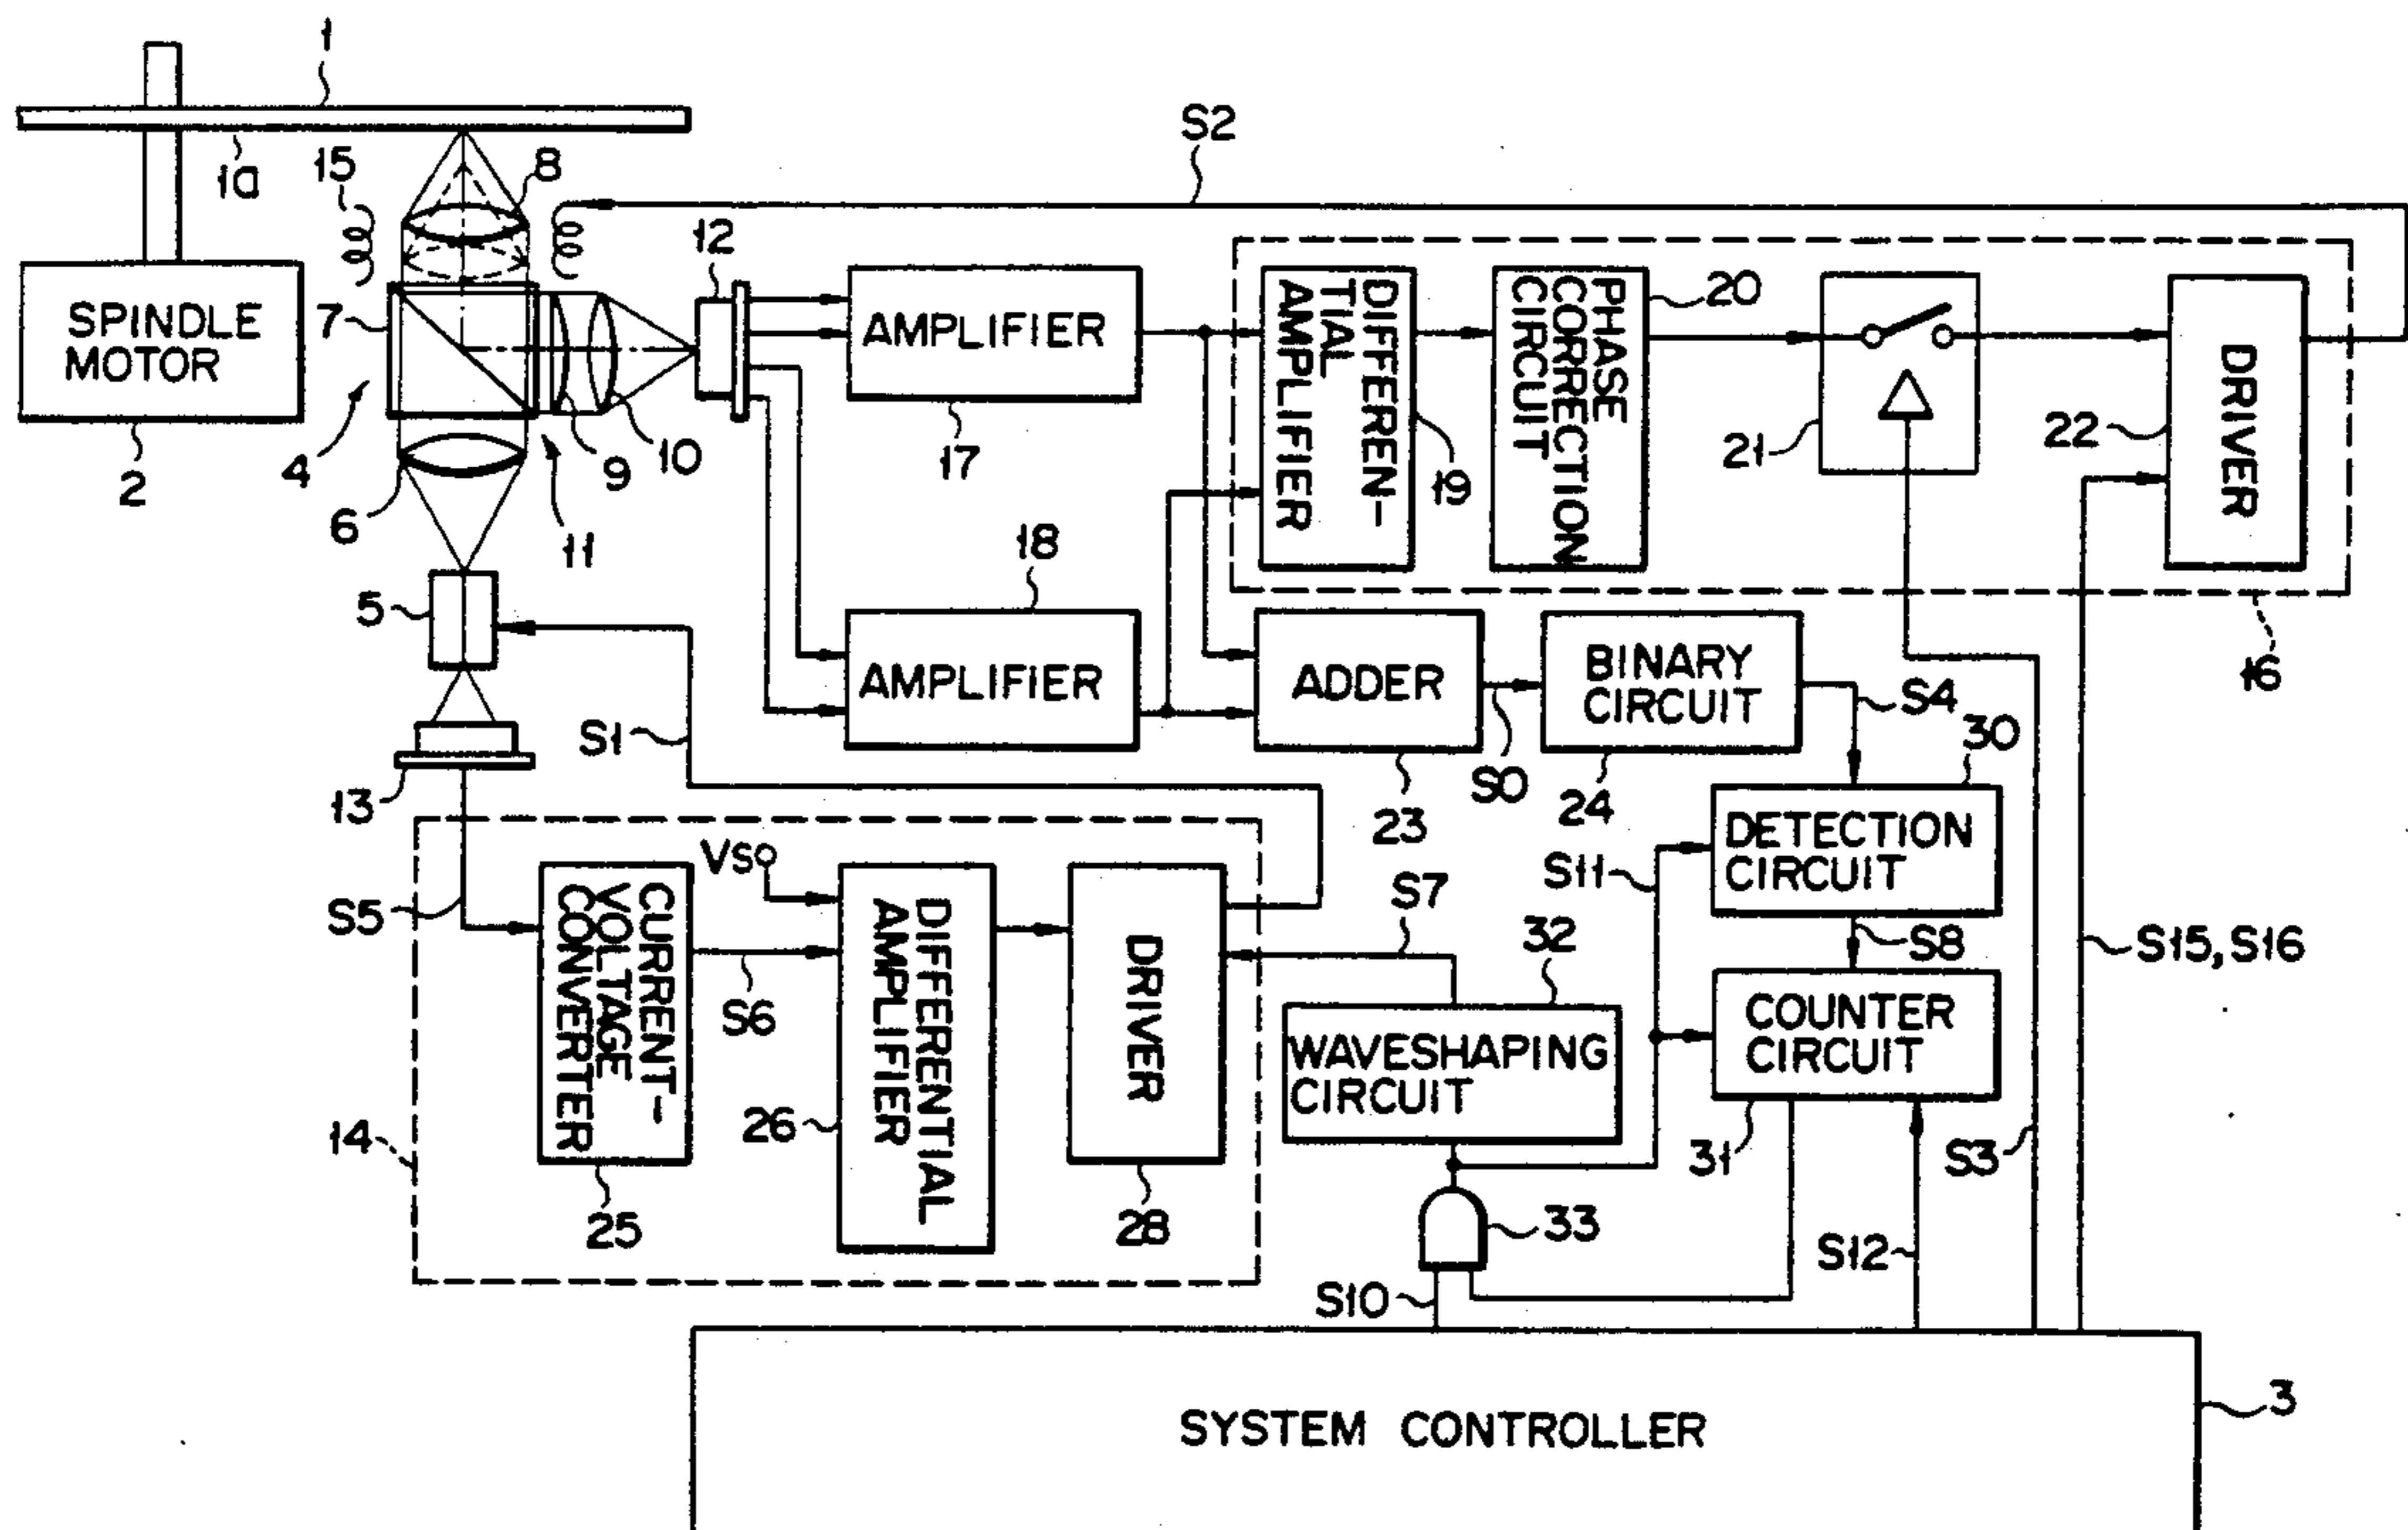 1
S2
1a
15
8
12
SPINDLE
MOTOR
7
AMPLIFIER
DIFFEREN-
TIAL
AMPLIFIER
PHASE
CORRECTION
CIRCUIT
20
DRIVER
2
4
6
9
10
11
17
19
21
22
18
5
AMPLIFIER
ADDER
BINARY
CIRCUIT
16
S1
S4
30
13
S0
23
24
DETECTION
CIRCUIT
VS
S11
S5
CURRENT-
VOLTAGE
CONVERTER
S6
DIFFERENTIAL
AMPLIFIER
DRIVER
S7
32
S8
S15, S16
COUNTER
CIRCUIT
WAVESHAPING
CIRCUIT
14
26
31
S3
25
28
33
S12
S10
3
SYSTEM CONTROLLER